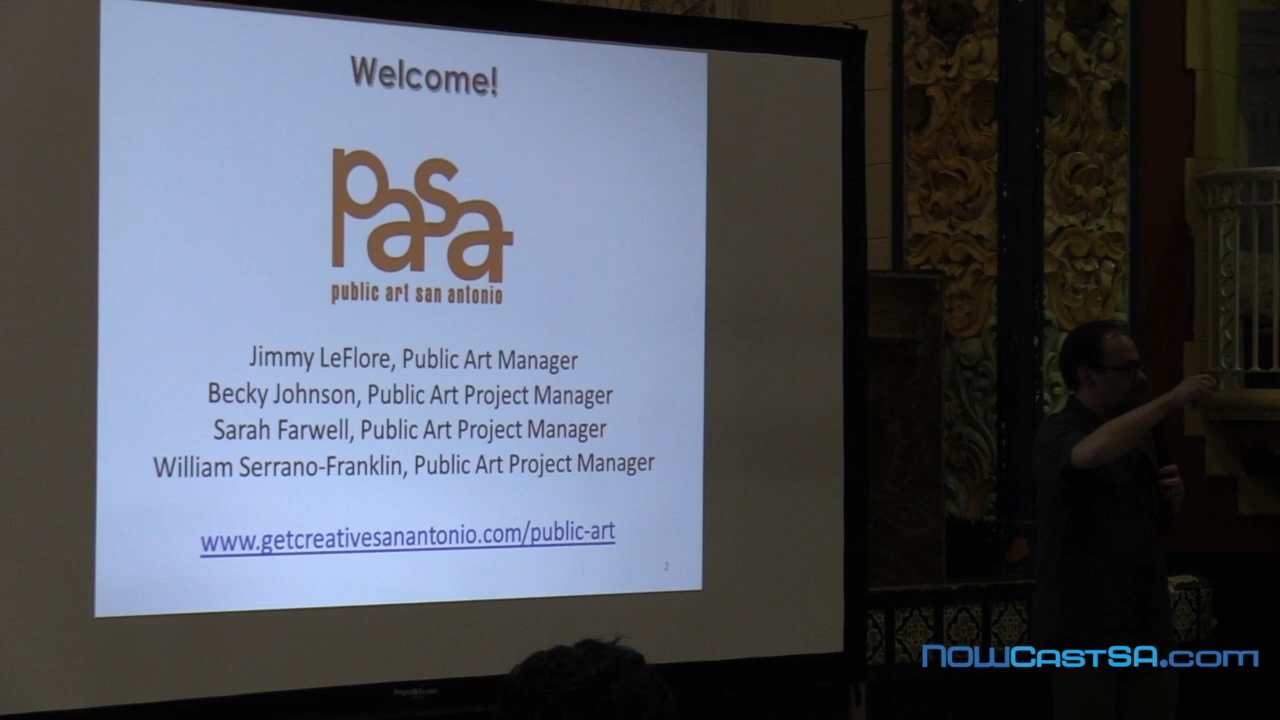 Welcome!
pasa
public art san antonio
Jimmy LeFlore, Public Art Manager
Becky Johnson, Public Art Project Manager
Sarah Farwell, Public Art Project Manager
William Serrano-Franklin, Public Art Project Manager
www.getcreativesanantonio.com/public-art
2
NOWCASTSA.com